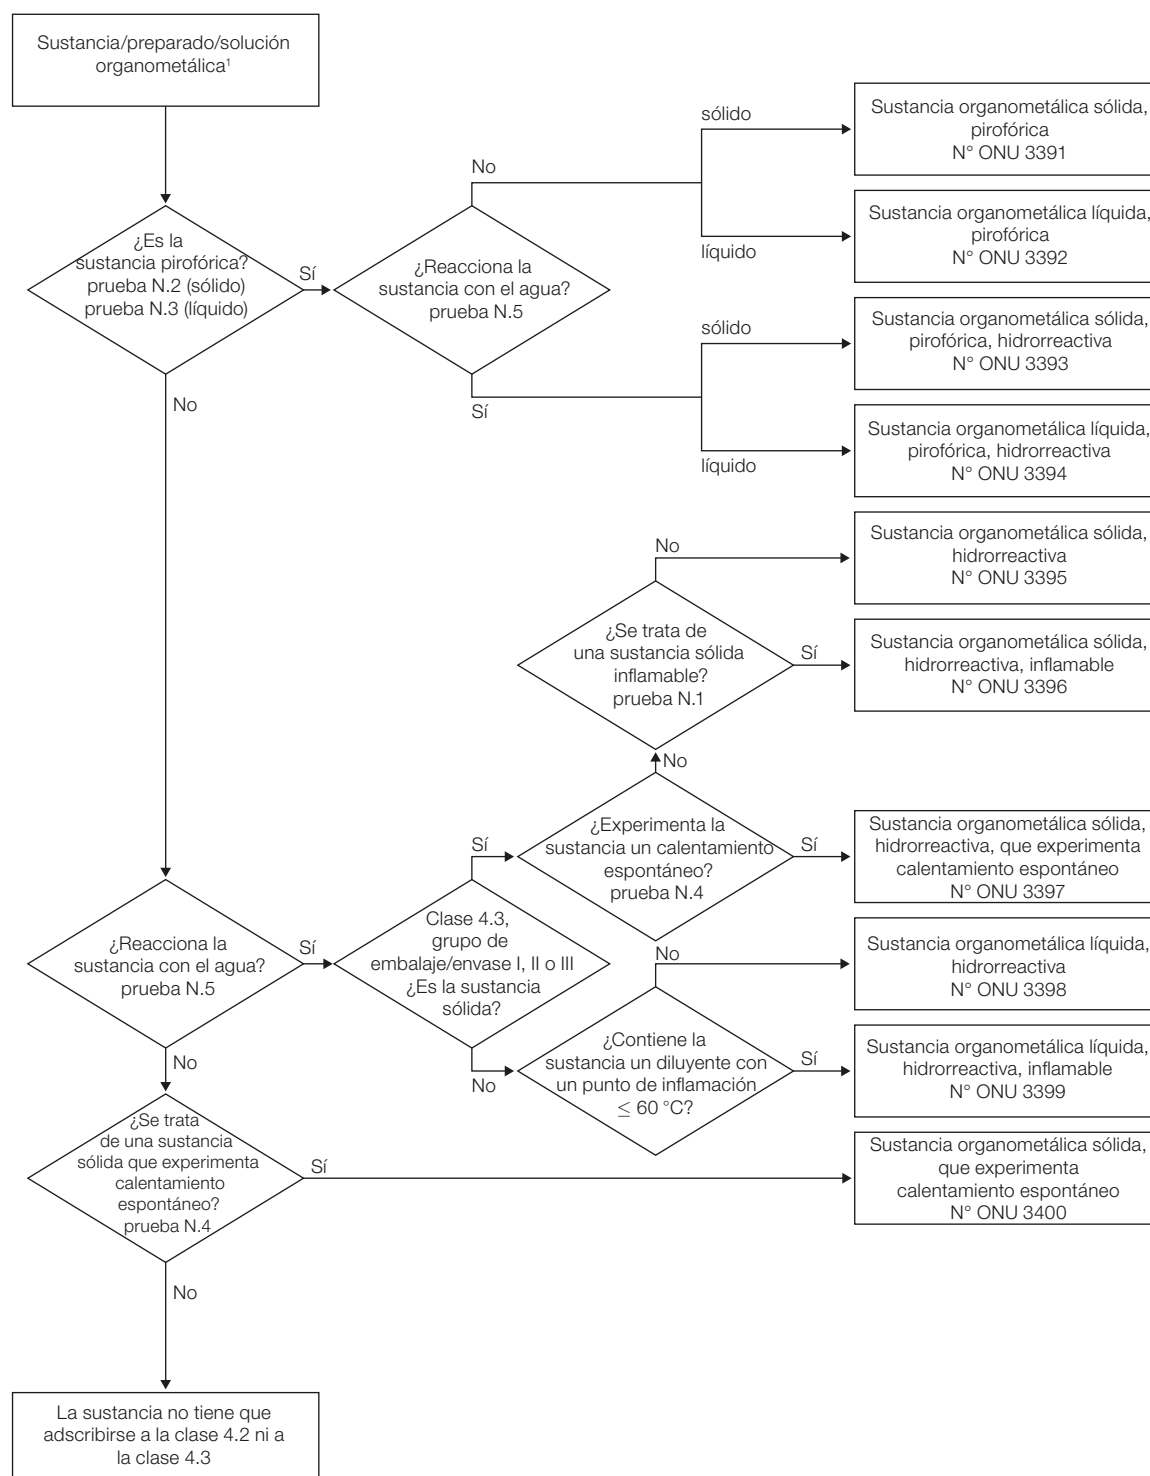 Sustancia/preparado/solución
organometálica¹
¿Es la
sustancia pirofórica?
prueba N.2 (sólido)
prueba N.3 (líquido)
Sí
No
¿Reacciona la
sustancia con el agua?
prueba N.5
No
Sí
sólido
líquido
sólido
líquido
Sustancia organometálica sólida,
pirofórica
N° ONU 3391
Sustancia organometálica líquida,
pirofórica
N° ONU 3392
Sustancia organometálica sólida,
pirofórica, hidrorreactiva
N° ONU 3393
Sustancia organometálica líquida,
pirofórica, hidrorreactiva
N° ONU 3394
No
Sustancia organometálica sólida,
hidrorreactiva
N° ONU 3395
¿Se trata de
una sustancia sólida
inflamable?
prueba N.1
Sí
Sustancia organometálica sólida,
hidrorreactiva, inflamable
N° ONU 3396
No
¿Experimenta la
sustancia un calentamiento
espontáneo?
prueba N.4
Sí
Sí
Sustancia organometálica sólida,
hidrorreactiva, que experimenta
calentamiento espontáneo
N° ONU 3397
¿Reacciona la
sustancia con el agua?
prueba N.5
Sí
No
Clase 4.3,
grupo de
embalaje/envase I, II o III
¿Es la sustancia
sólida?
No
No
Sustancia organometálica líquida,
hidrorreactiva
N° ONU 3398
¿Contiene la
sustancia un diluyente con
un punto de inflamación
≤ 60 °C?
Sí
Sustancia organometálica líquida,
hidrorreactiva, inflamable
N° ONU 3399
¿Se trata
de una sustancia
sólida que experimenta
calentamiento
espontáneo?
prueba N.4
Sí
Sustancia organometálica sólida,
que experimenta
calentamiento espontáneo
N° ONU 3400
No
La sustancia no tiene que
adscribirse a la clase 4.2 ni a
la clase 4.3